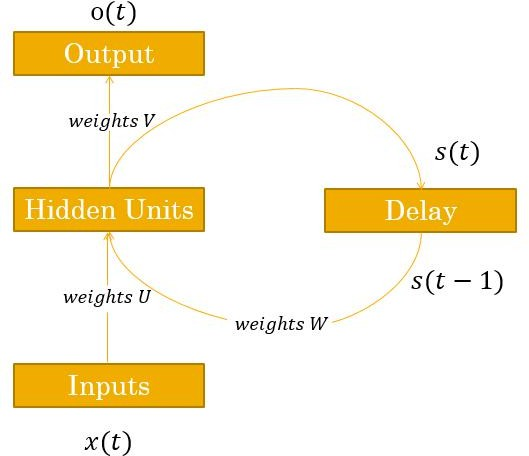 o(t)
Output
weights V
s(t)
Hidden Units
Delay
s(t − 1)
weights U
weights W
Inputs
x(t)